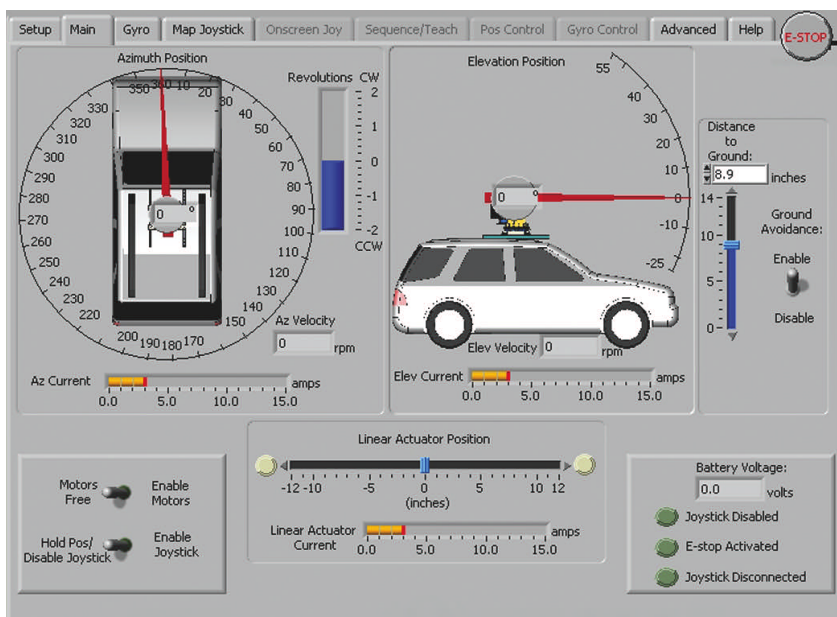 Setup Main Gyro Map Joystick Onscreen Joy Sequence/Teach Pos Control Gyro Control Advanced Help E-STOP
Azimuth Position
350 360 10 20 30 40 50 60 70 80 90 100 110 120 130 150 170 180 190 200 220 230 240 250 260 270 280 290 300 310 330
0 °
Revolutions CW
2
1
0
-1
-2
CCW
Az Velocity
0 rpm
Az Current amps
0.0 5.0 10.0 15.0
Elevation Position
55
40
30
20
10
0
-10
-25
0 °
Elev Velocity 0 rpm
Elev Current amps
0.0 5.0 10.0 15.0
Distance
to
Ground:
8.9 inches
14
10
5
0
Ground
Avoidance:
Enable
Disable
Motors
Free
Enable
Motors
Hold Pos/
Disable Joystick
Enable
Joystick
Linear Actuator Position
-12 -10 -5 0 5 10 12
(inches)
Linear Actuator
Current
amps
0.0 5.0 10.0 15.0
Battery Voltage:
0.0 volts
Joystick Disabled
E-stop Activated
Joystick Disconnected